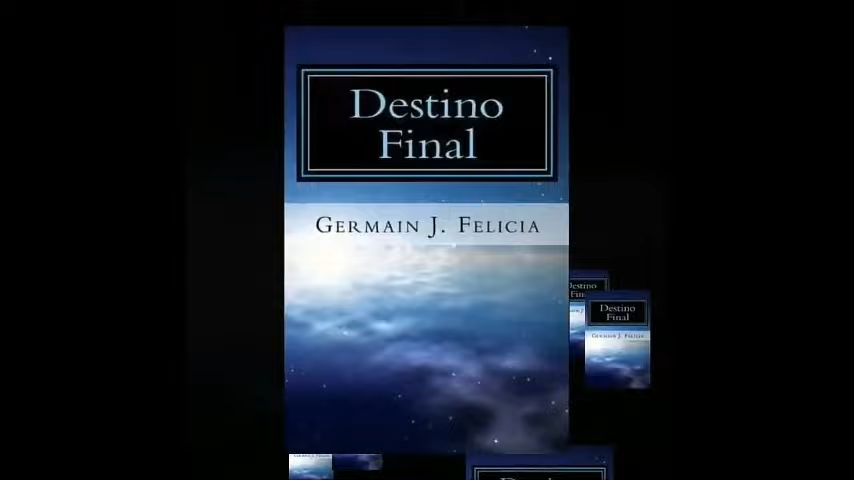 Destino
Final
GERMAIN J. FELICIA
Destino
Final
GERMAIN J. FELICIA